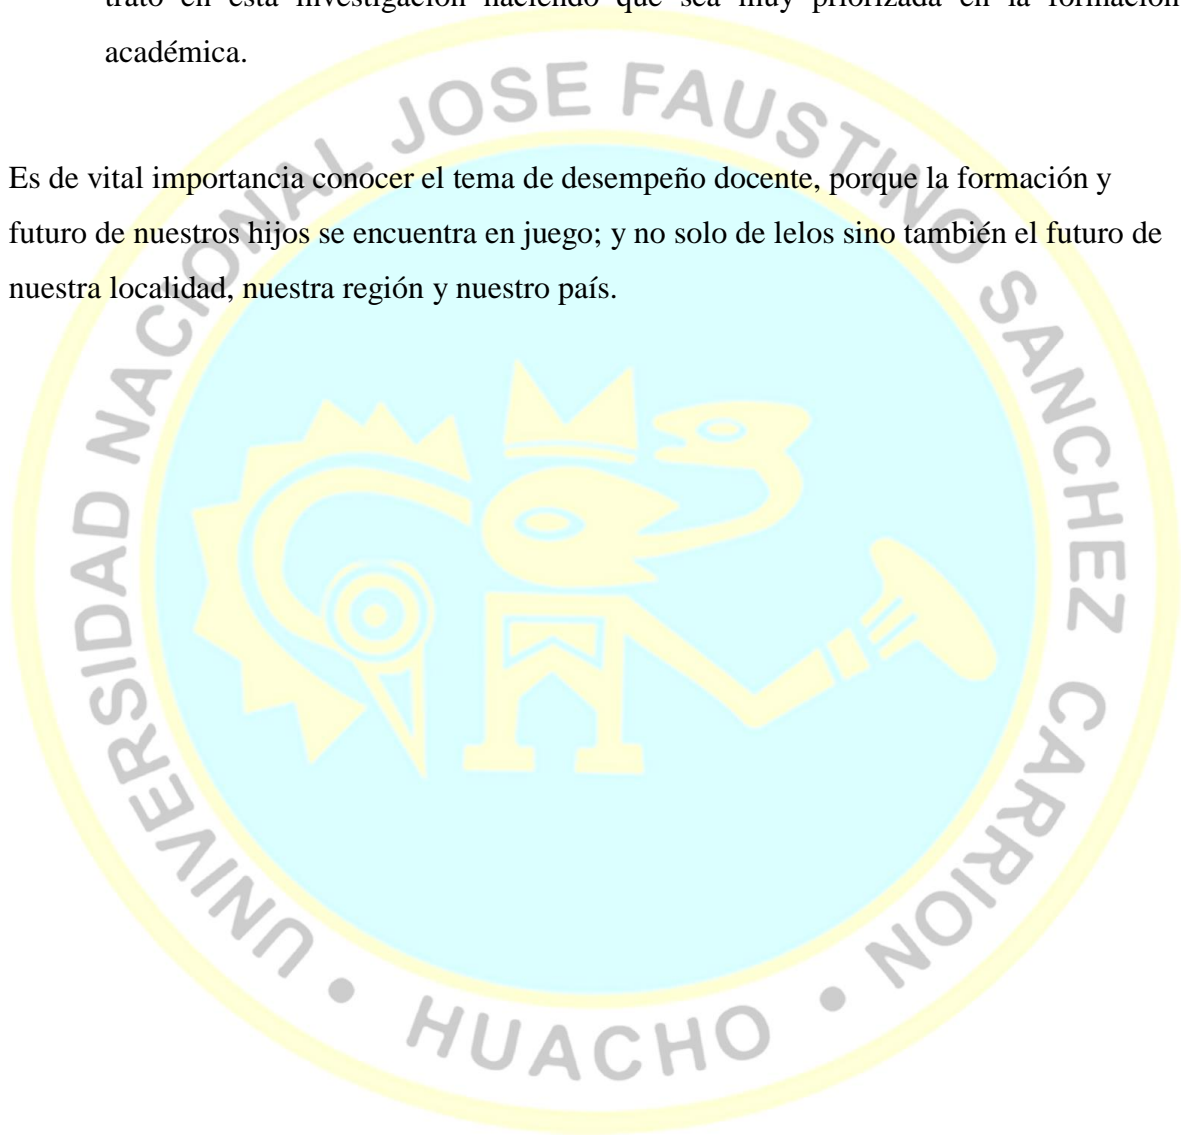 trató en esta investigación haciendo que sea muy priorizada en la formación
académica.
Es de vital importancia conocer el tema de desempeño docente, porque la formación y
futuro de nuestros hijos se encuentra en juego; y no solo de lelos sino también el futuro de
nuestra localidad, nuestra región y nuestro país.
UNIVERSIDAD NACIONAL JOSE FAUSTINO SANCHEZ CARRION
• HUACHO •